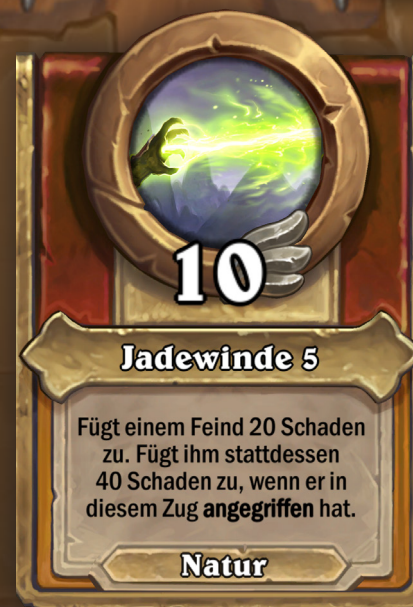 10
Jadewinde 5
Fügt einem Feind 20 Schaden
zu. Fügt ihm stattdessen
40 Schaden zu, wenn er in
diesem Zug angegriffen hat.
Natur